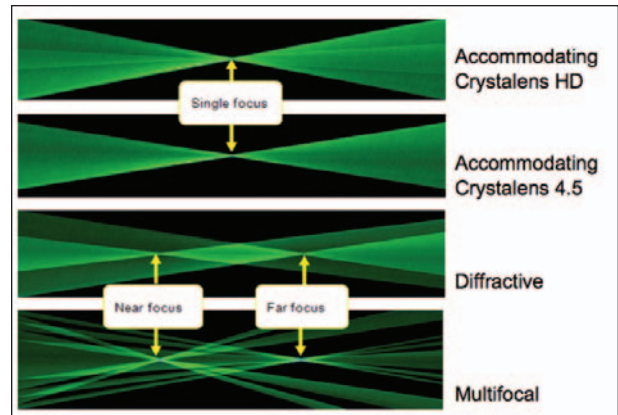 Accommodating
Crystalens HD
Single focus
Accommodating
Crystalens 4.5
Diffractive
Near focus
Far focus
Multifocal